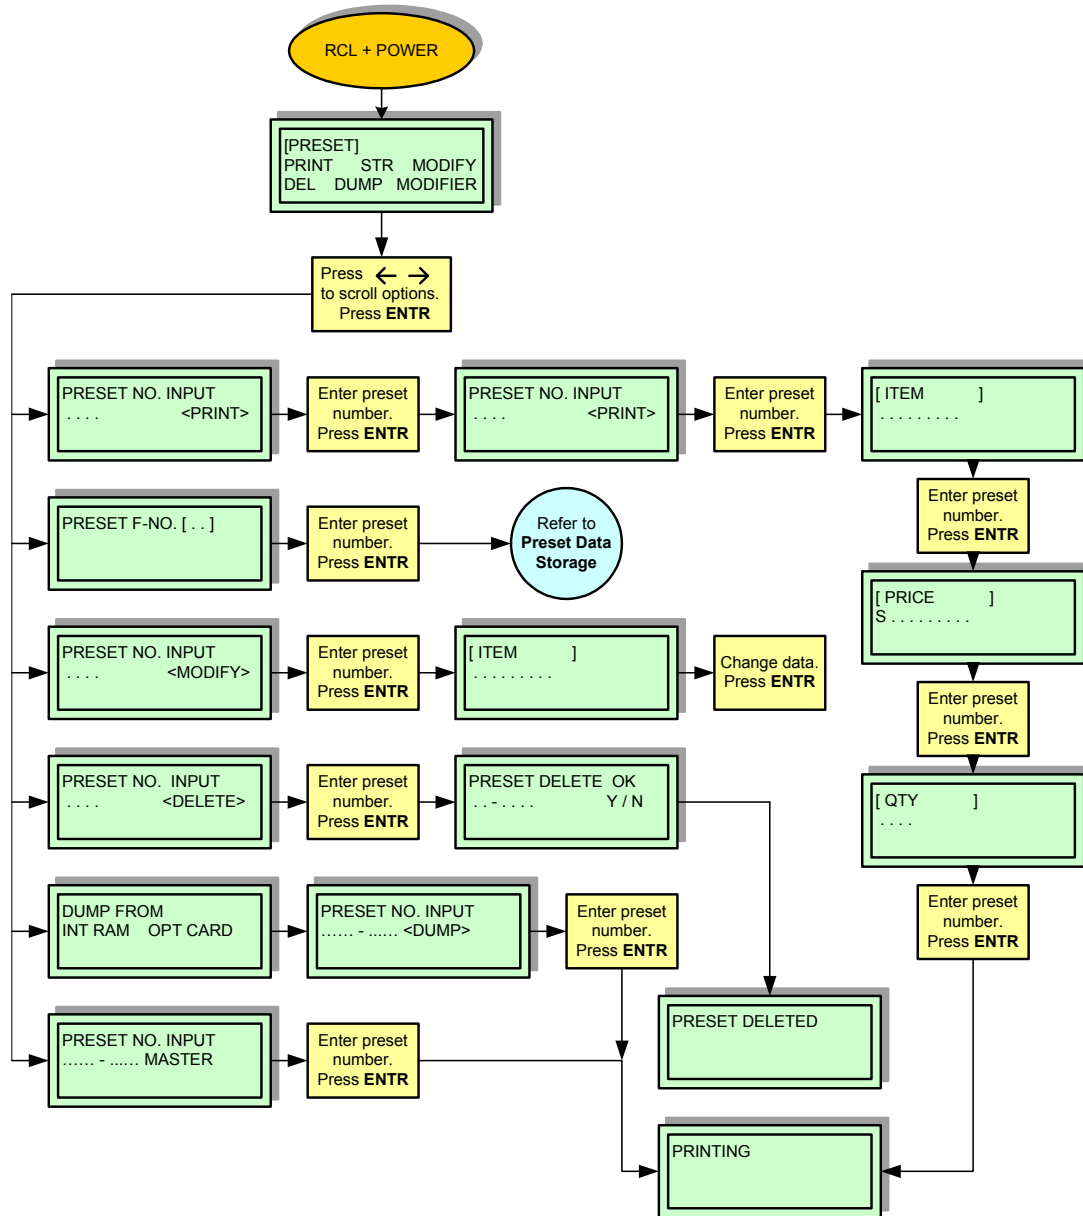 RCL + POWER
[PRESET]
PRINT STR MODIFY
DEL DUMP MODIFIER
Press ← →
to scroll options.
Press ENTR
PRESET NO. INPUT
. . . . <PRINT>
Enter preset
number.
Press ENTR
PRESET NO. INPUT
. . . . <PRINT>
Enter preset
number.
Press ENTR
[ ITEM ]
. . . . . . . . .
Enter preset
number.
Press ENTR
PRESET F-NO. [ . . ]
Enter preset
number.
Press ENTR
Refer to
Preset Data
Storage
[ PRICE ]
S . . . . . . . . .
PRESET NO. INPUT
. . . . <MODIFY>
Enter preset
number.
Press ENTR
[ ITEM ]
. . . . . . . . .
Change data.
Press ENTR
Enter preset
number.
Press ENTR
PRESET NO. INPUT
. . . . <DELETE>
Enter preset
number.
Press ENTR
PRESET DELETE OK
. . - . . . . Y / N
[ QTY ]
. . . .
DUMP FROM
INT RAM OPT CARD
PRESET NO. INPUT
...... - ...... <DUMP>
Enter preset
number.
Press ENTR
Enter preset
number.
Press ENTR
PRESET DELETED
PRESET NO. INPUT
...... - ...... MASTER
Enter preset
number.
Press ENTR
PRINTING